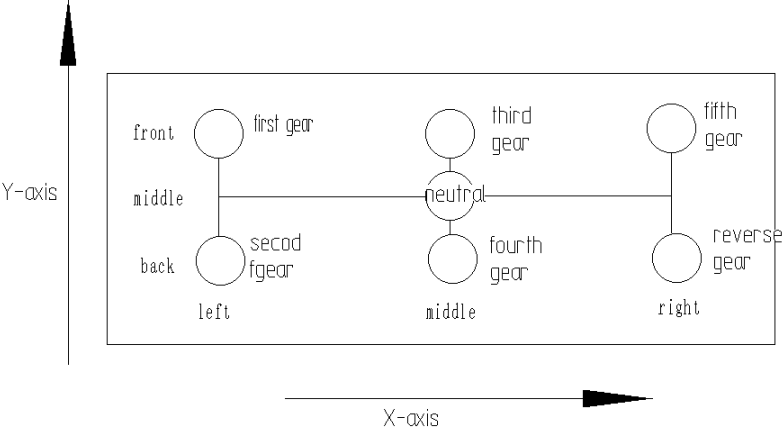 front
first gear
third
gear
fifth
gear
Y-axis
middle
neutral
back
secod
fgear
fourth
gear
reverse
gear
left
middle
right
X-axis